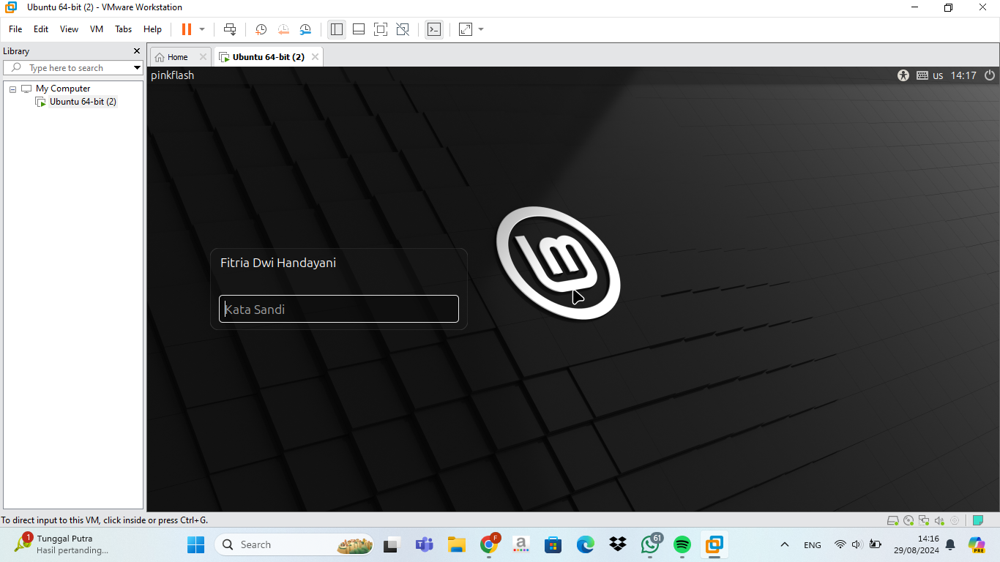 Ubuntu 64-bit (2) - VMware Workstation
File Edit View VM Tabs Help
Library
Type here to search
My Computer
Ubuntu 64-bit (2)
Home
Ubuntu 64-bit (2)
pinkflash
us 14:17
Fitria Dwi Handayani
Kata Sandi
lm
To direct input to this VM, click inside or press Ctrl+G.
1
Tunggal Putra
Hasil pertanding...
Search
F
a
61
ENG
14:16
29/08/2024
PRE